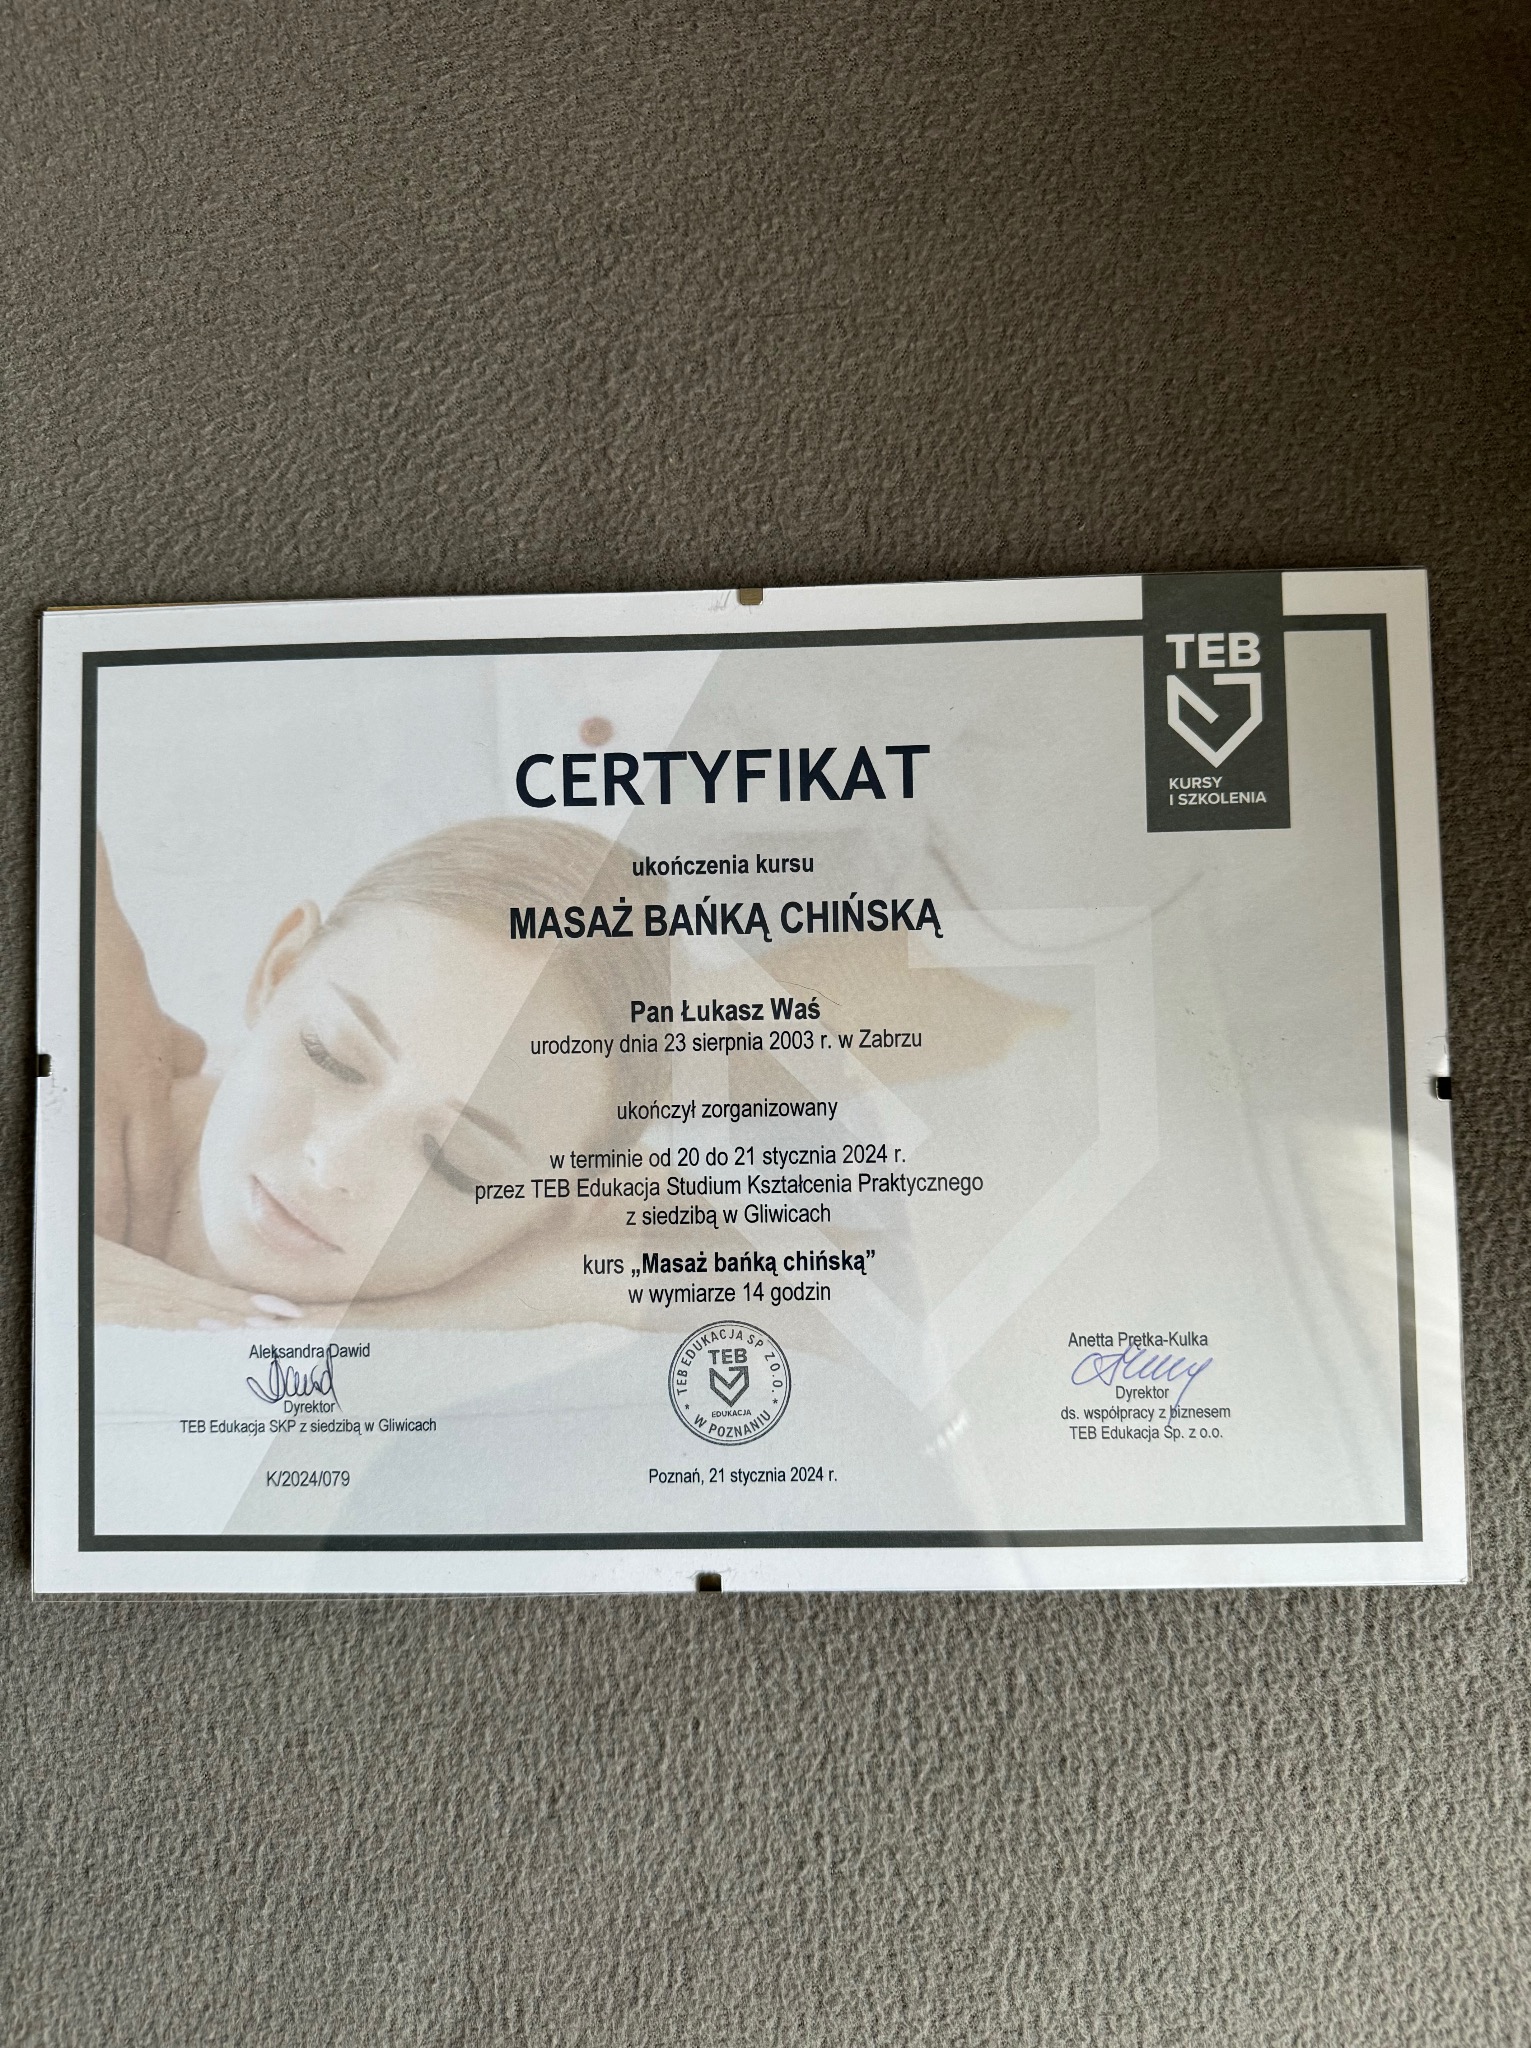 TEB
KURSY
I SZKOLENIA
CERTYFIKAT
ukończenia kursu
MASAŻ BAŃKĄ CHIŃSKĄ
Pan Łukasz Waś
urodzony dnia 23 sierpnia 2003 r. w Zabrzu
ukończył zorganizowany
w terminie od 20 do 21 stycznia 2024 r.
przez TEB Edukacja Studium Kształcenia Praktycznego
z siedzibą w Gliwicach
kurs „Masaż bańką chińską”
w wymiarze 14 godzin
Aleksandra Dawid
Dawid
Dyrektor
TEB Edukacja SKP z siedzibą w Gliwicach
K/2024/079
* TEB EDUKACJA SP. Z O.O. *
W POZNANIU
TEB
EDUKACJA
Poznań, 21 stycznia 2024 r.
Anetta Prętka-Kulka
Dyrektor
ds. współpracy z biznesem
TEB Edukacja Sp. z o.o.